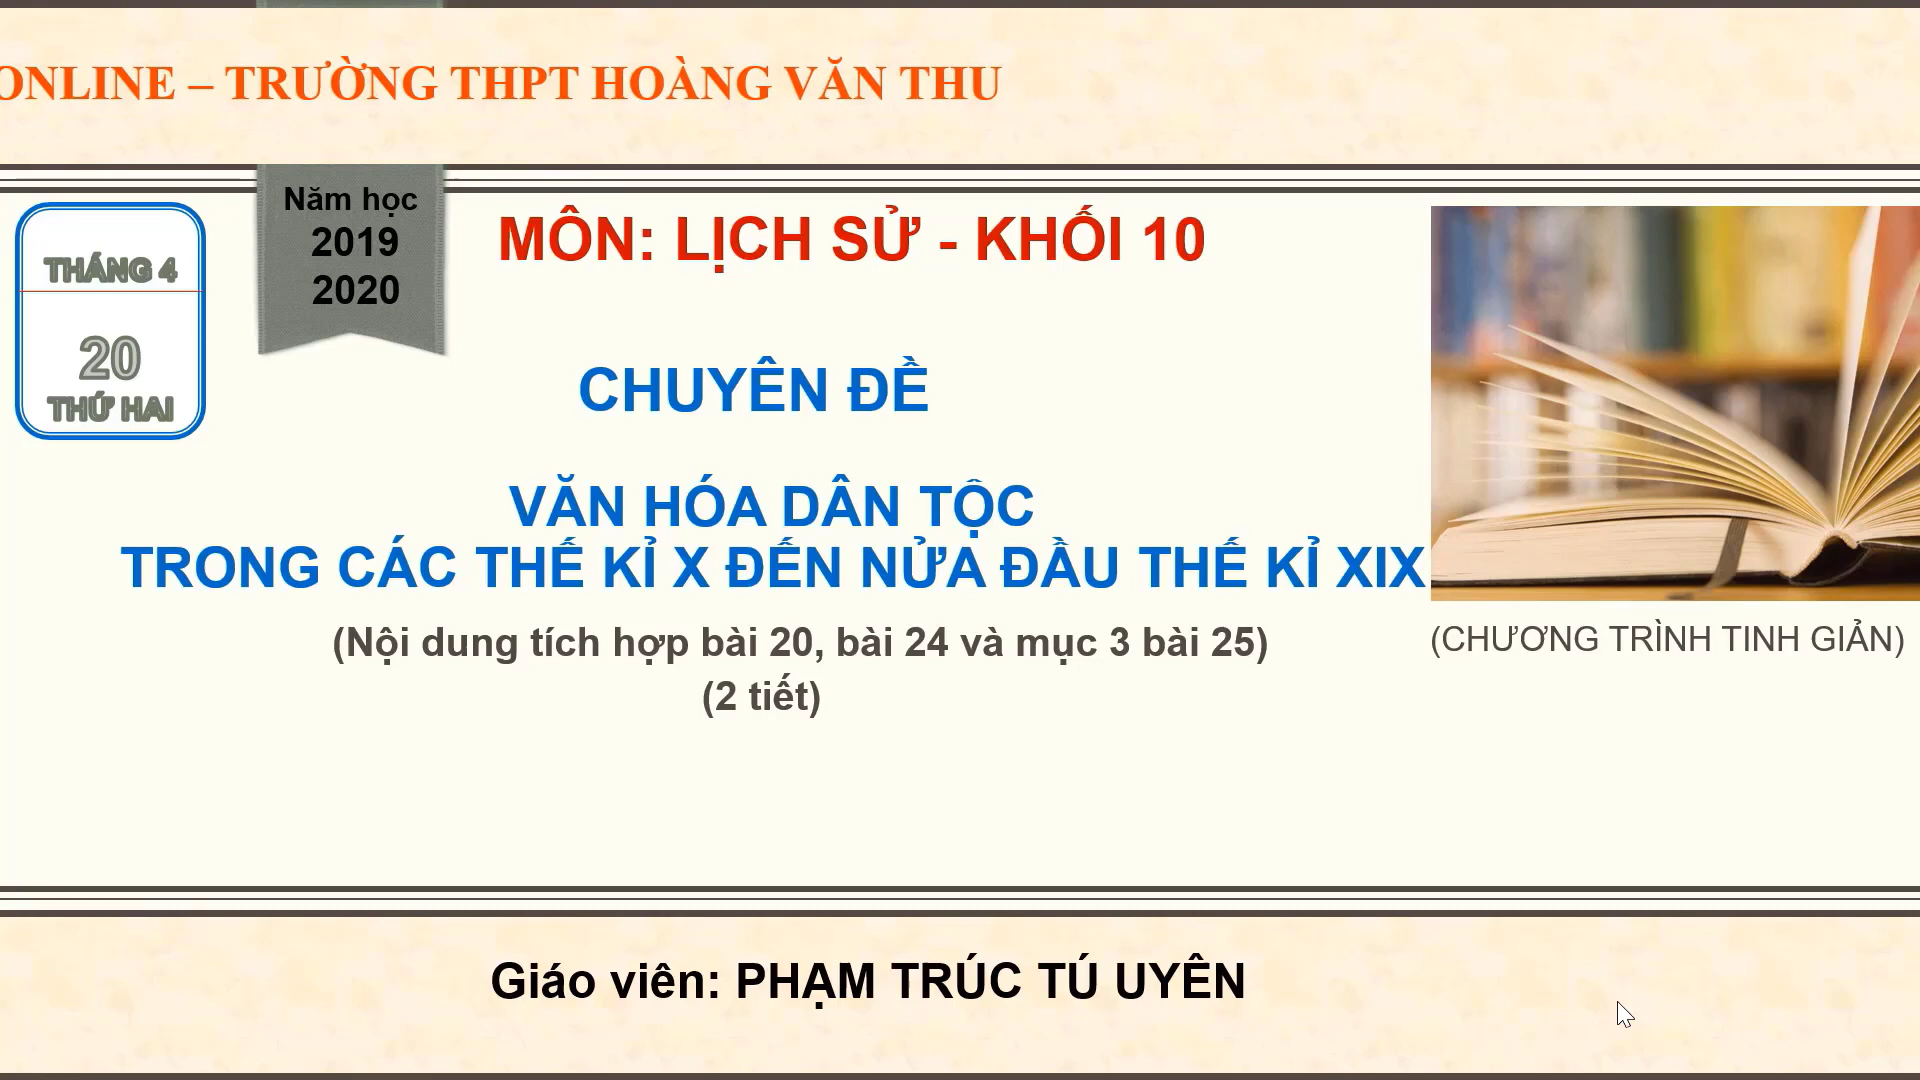 ONLINE – TRƯỜNG THPT HOÀNG VĂN THU
Năm học
2019
2020
THÁNG 4
20
THỨ HAI
MÔN: LỊCH SỬ - KHỐI 10
CHUYÊN ĐỀ
VĂN HÓA DÂN TỘC
TRONG CÁC THẾ KỈ X ĐẾN NỬA ĐẦU THẾ KỈ XIX
(Nội dung tích hợp bài 20, bài 24 và mục 3 bài 25)
(2 tiết)
(CHƯƠNG TRÌNH TINH GIẢN)
Giáo viên: PHẠM TRÚC TÚ UYÊN